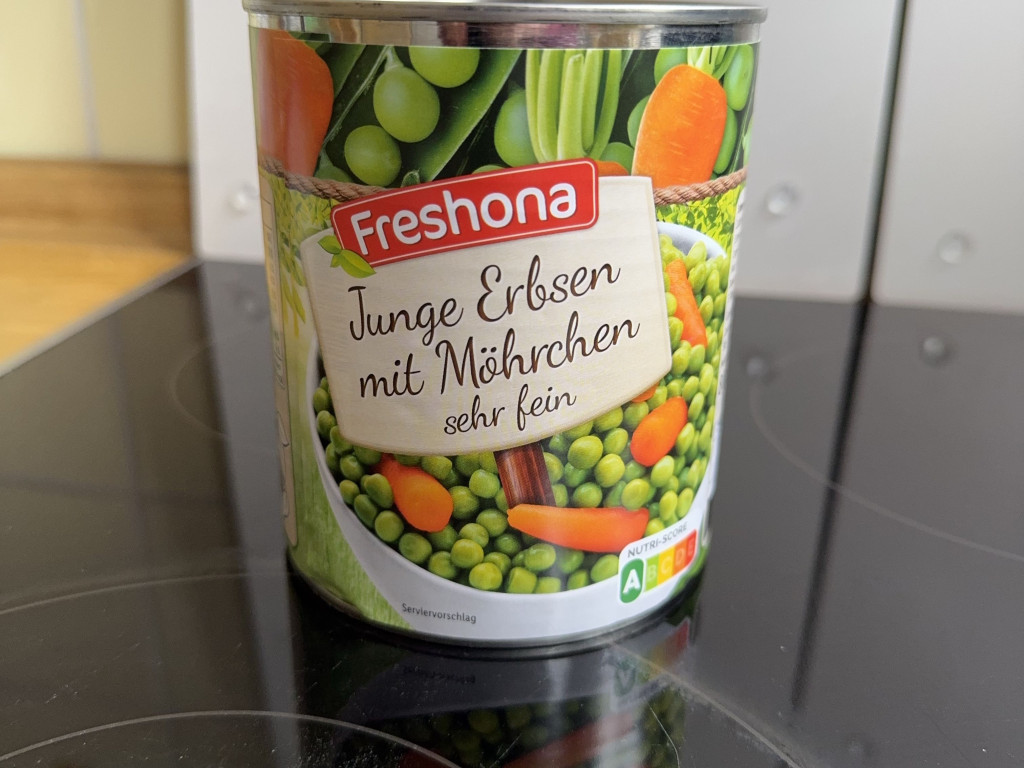 Freshona
Junge Erbsen
mit Möhrchen
sehr fein
NUTRI-SCORE
A B C D E
Serviervorschlag